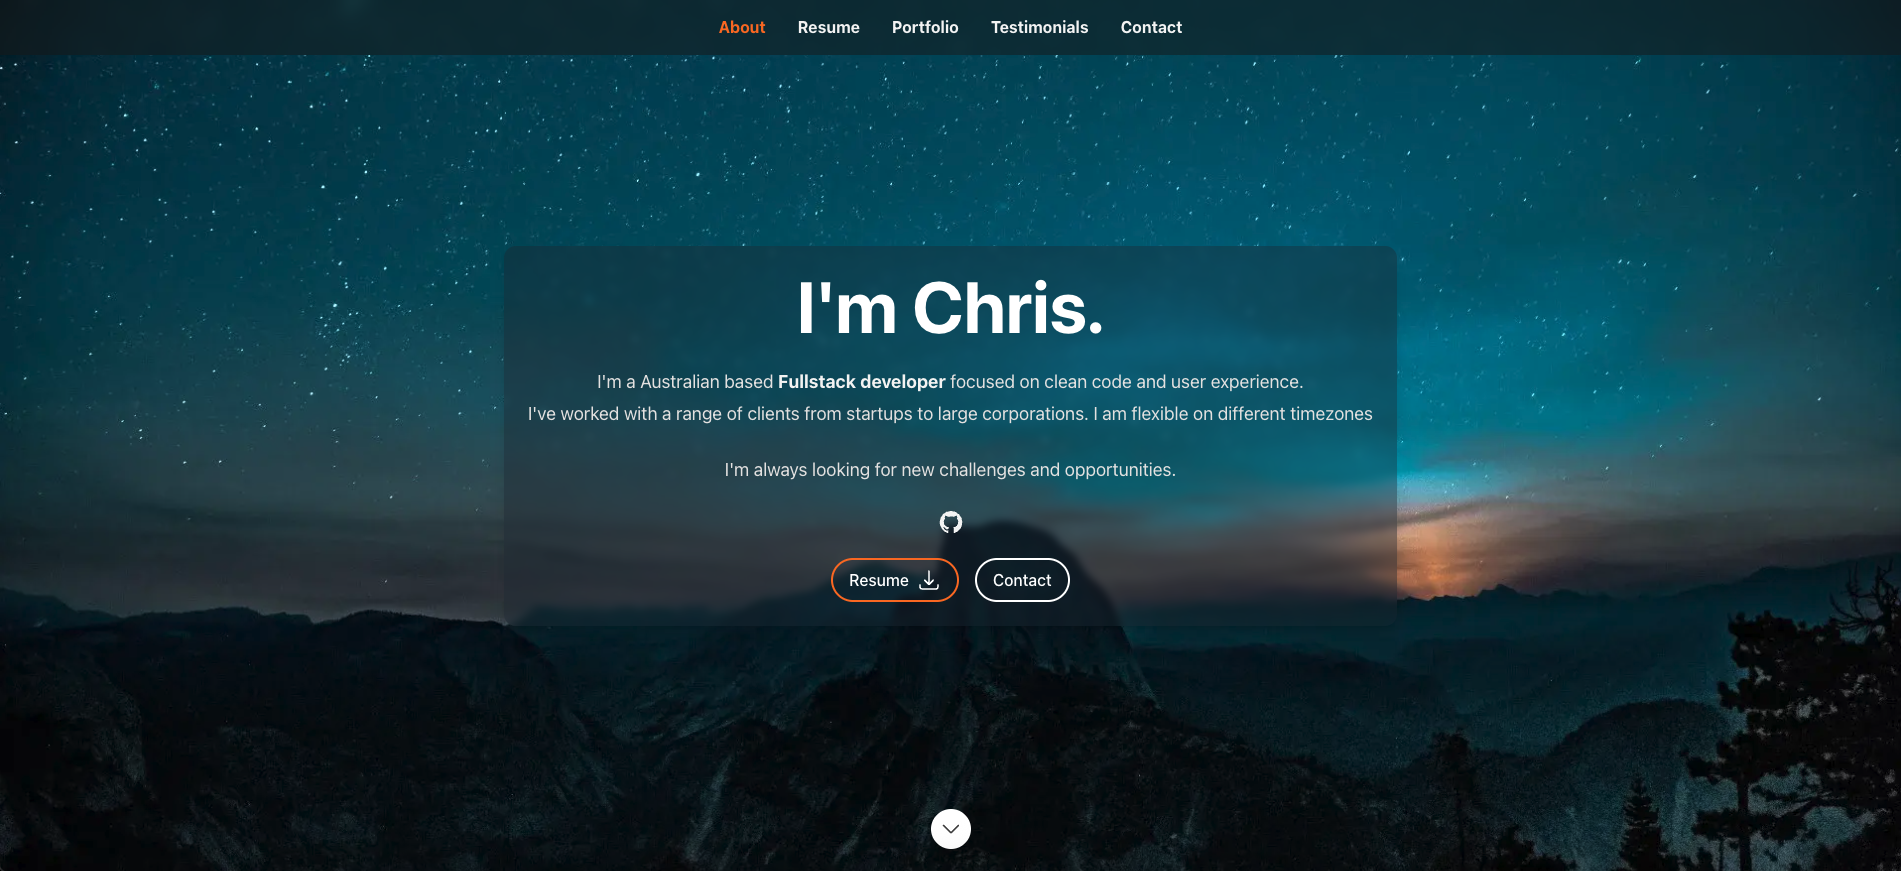 About Resume Portfolio Testimonials Contact
I'm Chris.
I'm a Australian based Fullstack developer focused on clean code and user experience.
I've worked with a range of clients from startups to large corporations. I am flexible on different timezones
I'm always looking for new challenges and opportunities.
Resume Contact